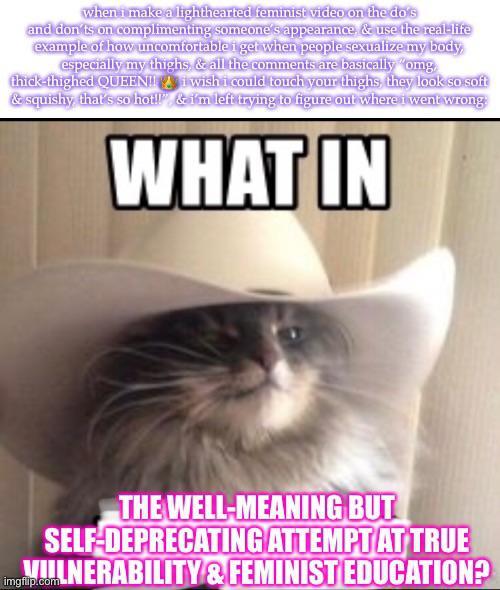 when i make a lighthearted feminist video on the do's
and don'ts on complimenting someone's appearance, & use the real-life
example of how uncomfortable i get when people sexualize my body,
especially my thighs, & all the comments are basically "omg,
thick-thighed QUEEN!! 👑 i wish i could touch your thighs, they look so soft
& squishy, that's so hot!!", & i'm left trying to figure out where i went wrong:
WHAT IN
THE WELL-MEANING BUT
SELF-DEPRECATING ATTEMPT AT TRUE
VULNERABILITY & FEMINIST EDUCATION?
imgflip.com